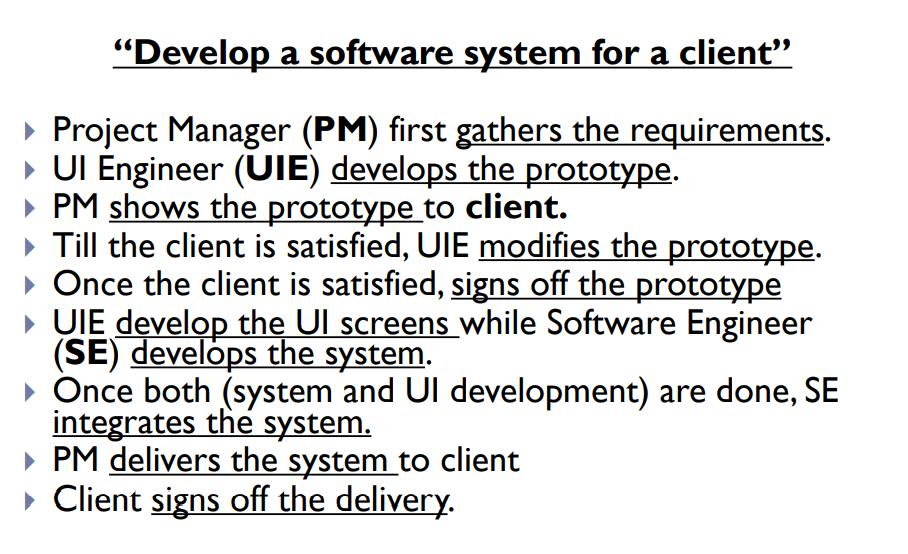 “Develop a software system for a client”
Project Manager (PM) first gathers the requirements.
UI Engineer (UIE) develops the prototype.
PM shows the prototype to client.
Till the client is satisfied, UIE modifies the prototype.
Once the client is satisfied, signs off the prototype
UIE develop the UI screens while Software Engineer
(SE) develops the system.
Once both (system and UI development) are done, SE
integrates the system.
PM delivers the system to client
Client signs off the delivery.